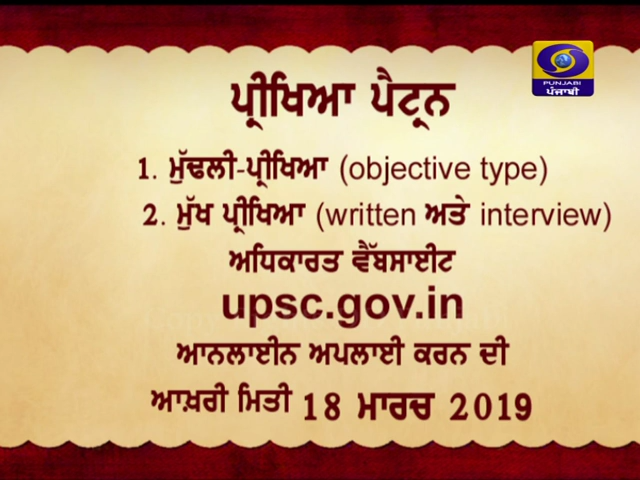 ਪ੍ਰੀਖਿਆ ਪੈਟ੍ਰਨ
PUNJABI
ਪੰਜਾਬੀ
1. ਮੁੱਢਲੀ-ਪ੍ਰੀਖਿਆ (objective type)
2. ਮੁੱਖ ਪ੍ਰੀਖਿਆ (written ਅਤੇ interview)
ਅਧਿਕਾਰਤ ਵੈੱਬਸਾਈਟ
upsc.gov.in
ਆਨਲਾਈਨ ਅਪਲਾਈ ਕਰਨ ਦੀ
ਆਖ਼ਰੀ ਮਿਤੀ 18 ਮਾਰਚ 2019